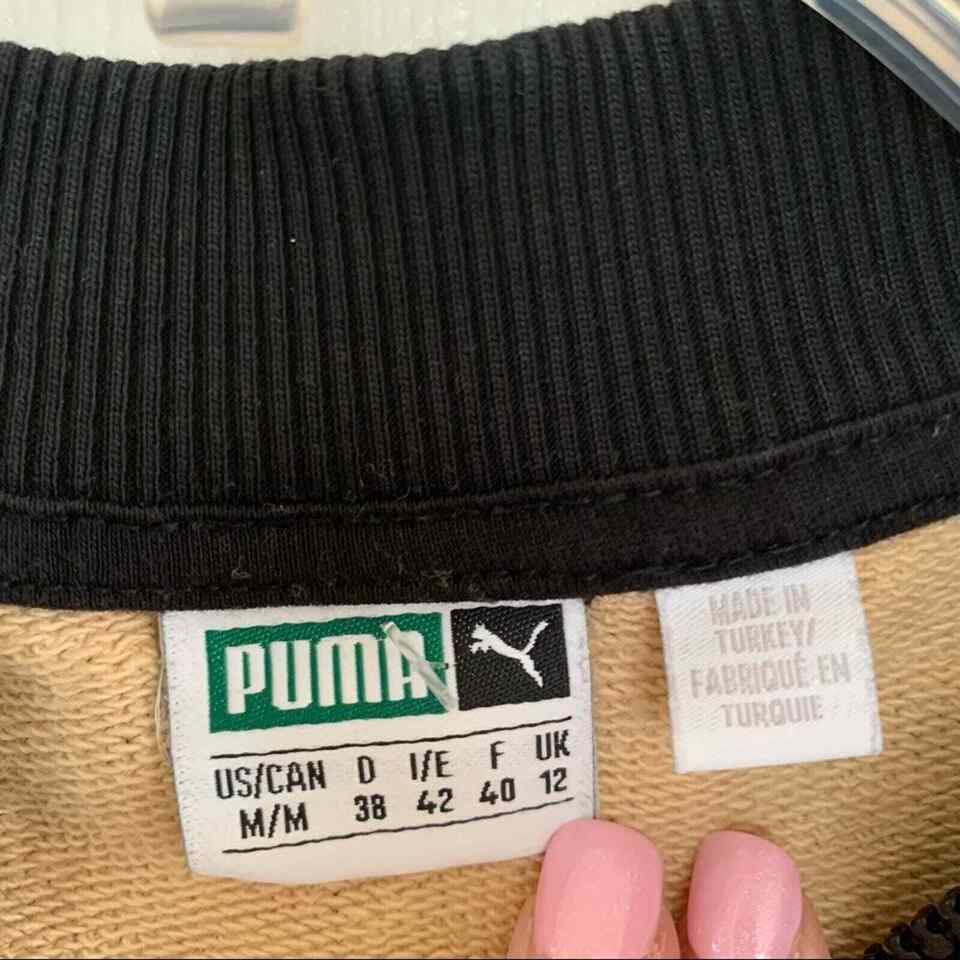 PUMA
US/CAN D I/E F UK
M/M 38 42 40 12
MADE IN
TURKEY/
FABRIQUÉ EN
TURQUIE